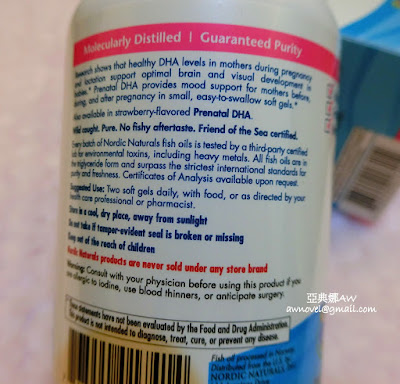 Molecularly Distilled | Guaranteed Purity
Research shows that healthy DHA levels in mothers during pregnancy
and lactation support optimal brain and visual development in
babies.* Prenatal DHA provides mood support for mothers before,
during, and after pregnancy in small, easy-to-swallow soft gels.*
Also available in strawberry-flavored Prenatal DHA.
Wild caught. Pure. No fishy aftertaste. Friend of the Sea certified.
Every batch of Nordic Naturals fish oils is tested by a third-party certified
lab for environmental toxins, including heavy metals. All fish oils are in
the triglyceride form and surpass the strictest international standards for
purity and freshness. Certificates of Analysis available upon request.
Suggested Use: Two soft gels daily, with food, or as directed by your
health care professional or pharmacist.
Store in a cool, dry place, away from sunlight
Do not take if tamper-evident seal is broken or missing
Keep out of the reach of children
Nordic Naturals products are never sold under any store brand
Warning: Consult with your physician before using this product if you
are allergic to iodine, use blood thinners, or anticipate surgery.
These statements have not been evaluated by the Food and Drug Administration.
This product is not intended to diagnose, treat, cure, or prevent any disease.
亞典娜AW
awnovel@gmail.com
Fish oil processed in Norway.
Distributed from the U.S. by:
NORDIC NATURALS, INC.